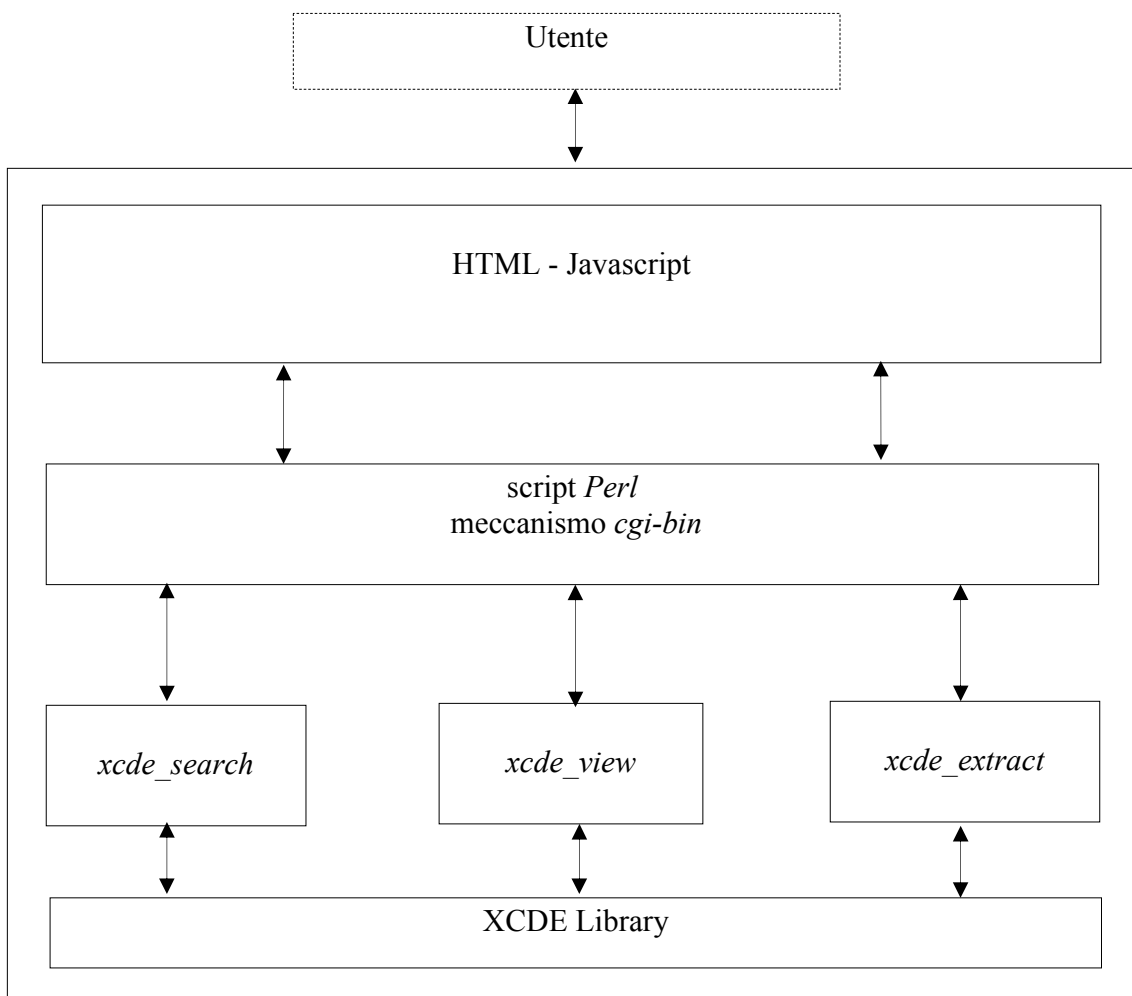 Utente
HTML - Javascript
script Perl
meccanismo cgi-bin
xcde_search
xcde_view
xcde_extract
XCDE Library